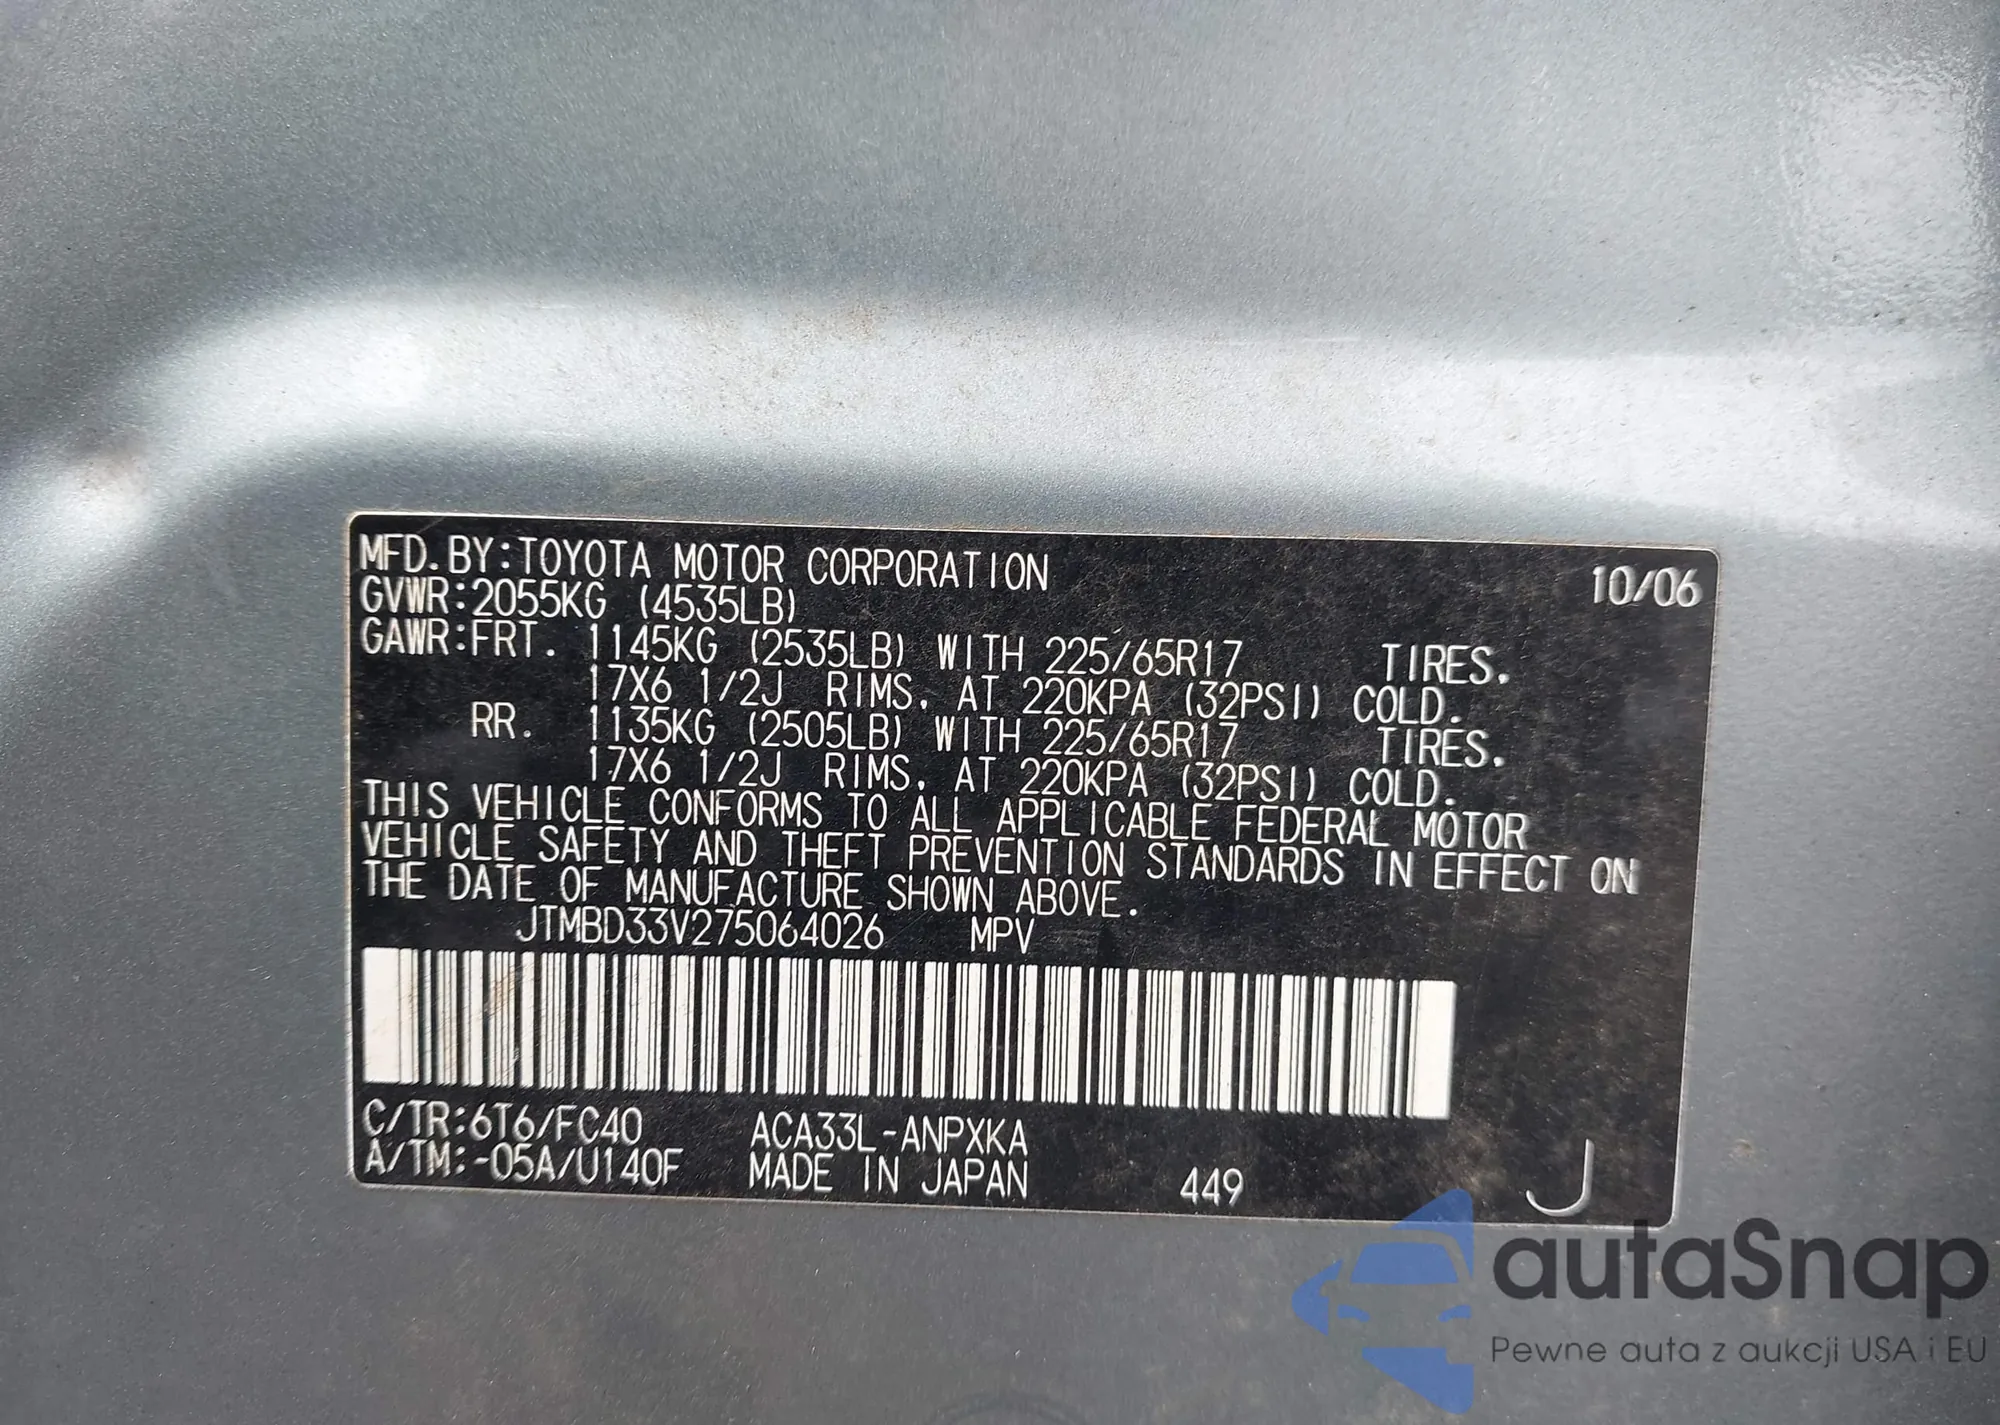 MFD. BY:TOYOTA MOTOR CORPORATION 10/06
GVWR:2055KG (4535LB)
GAWR:FRT. 1145KG (2535LB) WITH 225/65R17 TIRES.
17X6 1/2J RIMS, AT 220KPA (32PSI) COLD.
RR. 1135KG (2505LB) WITH 225/65R17 TIRES.
17X6 1/2J RIMS, AT 220KPA (32PSI) COLD.
THIS VEHICLE CONFORMS TO ALL APPLICABLE FEDERAL MOTOR
VEHICLE SAFETY AND THEFT PREVENTION STANDARDS IN EFFECT ON
THE DATE OF MANUFACTURE SHOWN ABOVE.
JTMBD33V275064026 MPV
C/TR:6T6/FC40 ACA33L-ANPXKA
A/TM:-05A/U140F MADE IN JAPAN 449 J
autaSnap
Pewne auta z aukcji USA i EU